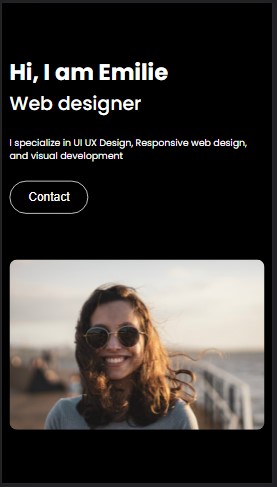 Hi, I am Emilie
Web designer
I specialize in UI UX Design, Responsive web design,
and visual development
Contact